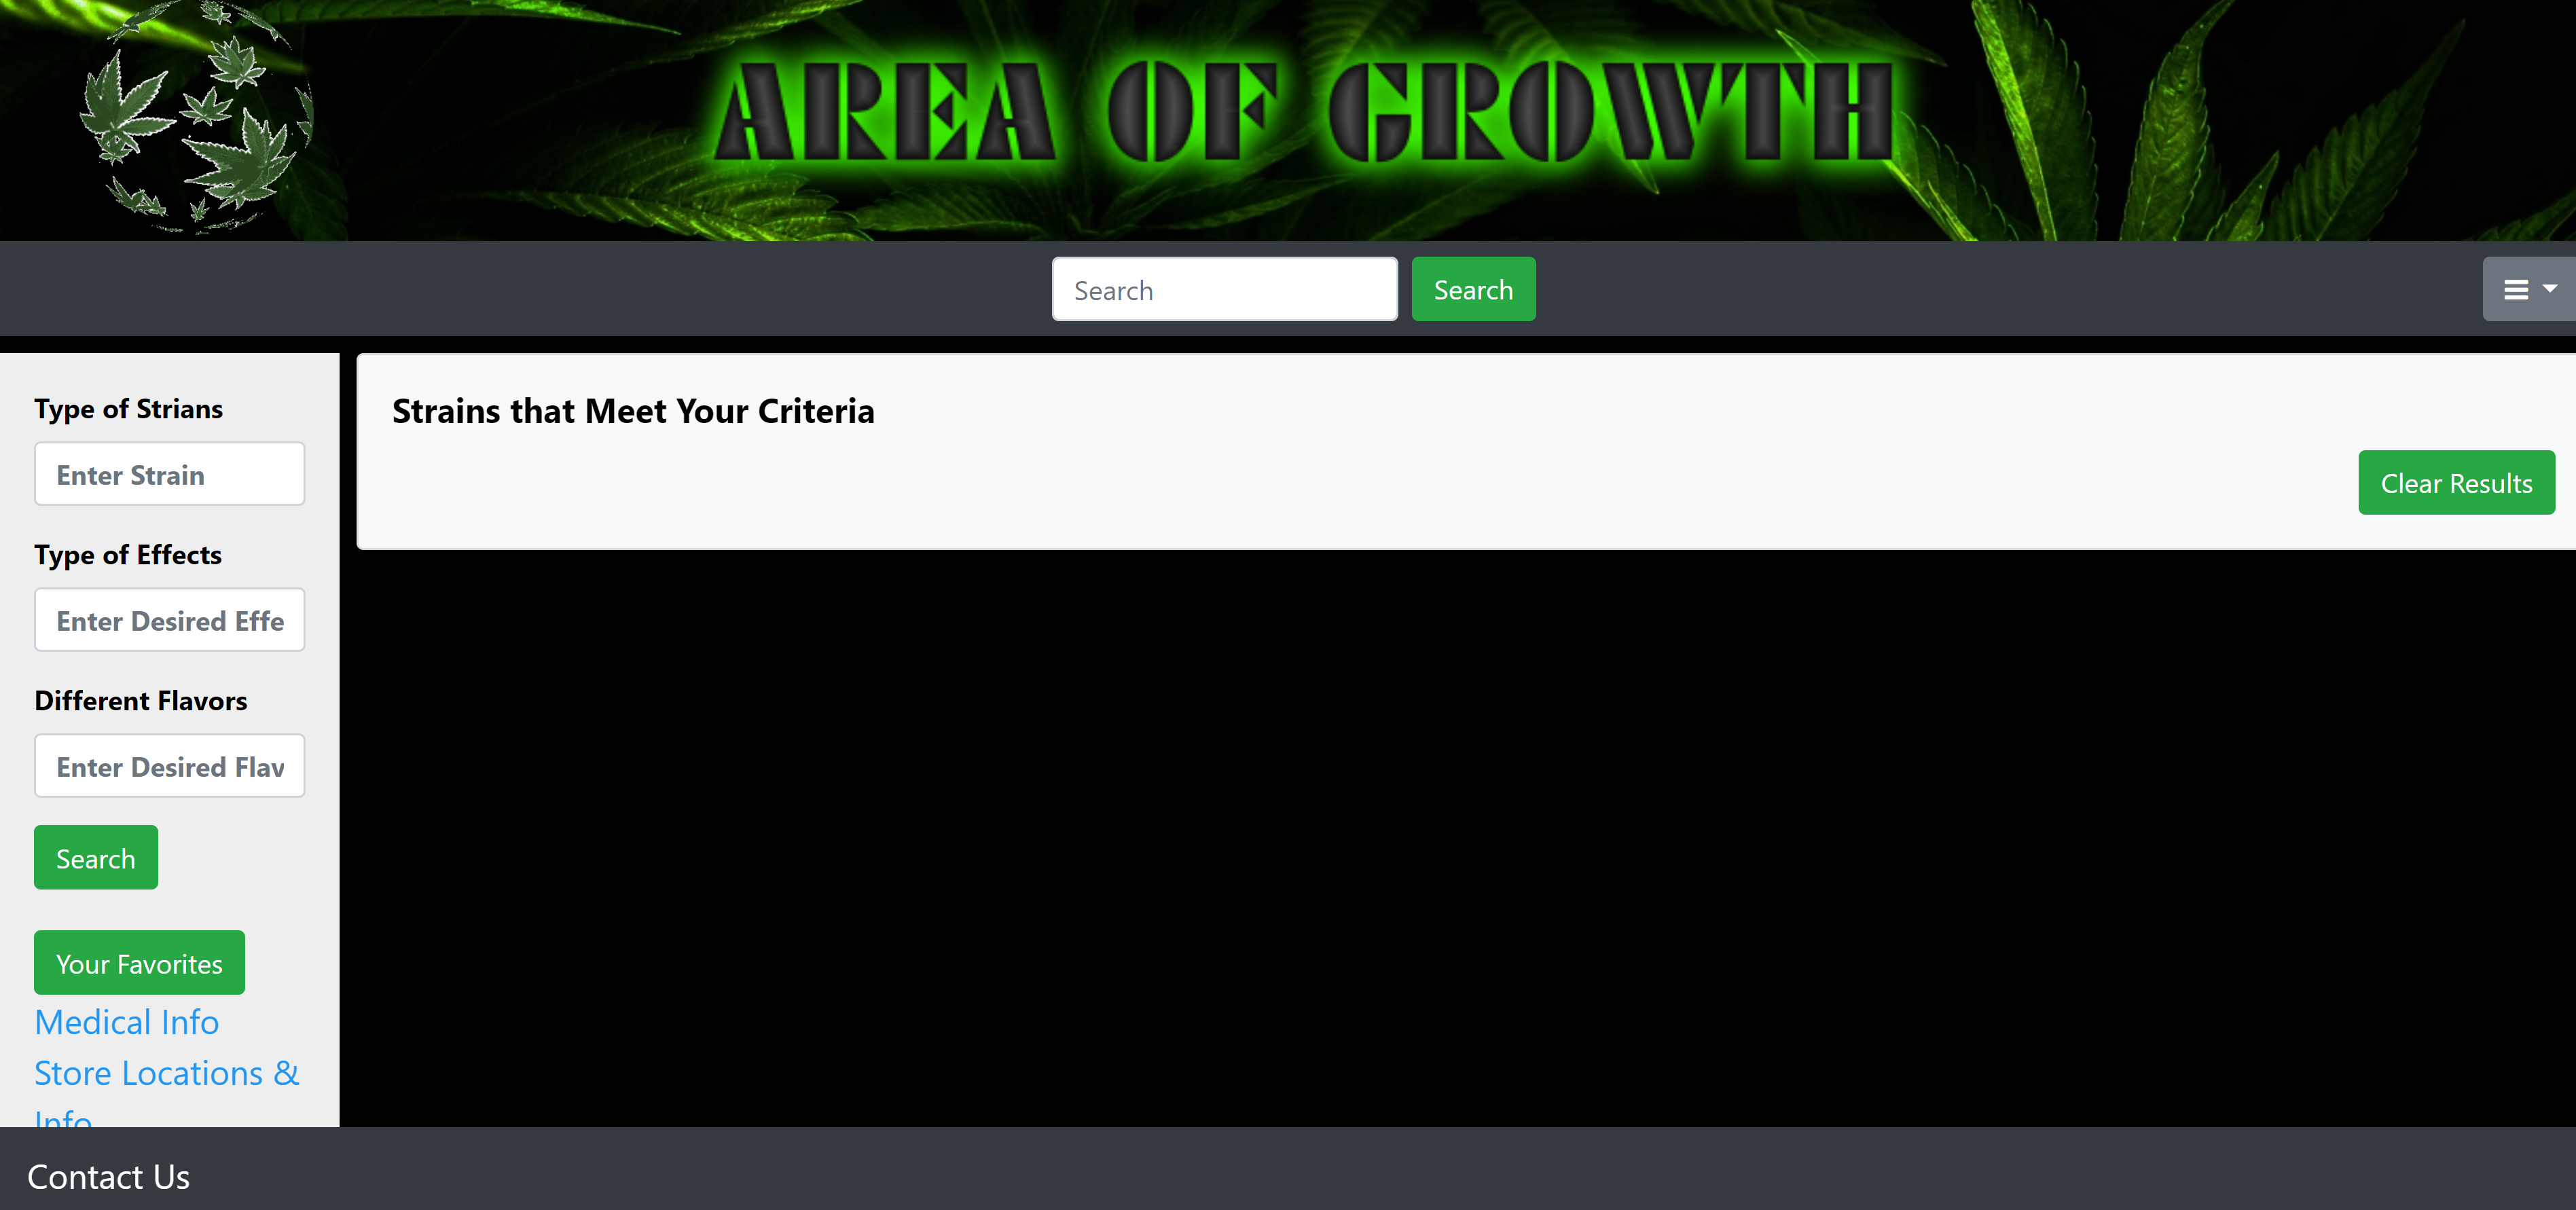 AREA OF GROWTH
Search
Search
Type of Strians
Enter Strain
Type of Effects
Enter Desired Effe
Different Flavors
Enter Desired Flav
Search
Your Favorites
Medical Info
Store Locations &
Info
Strains that Meet Your Criteria
Clear Results
Contact Us